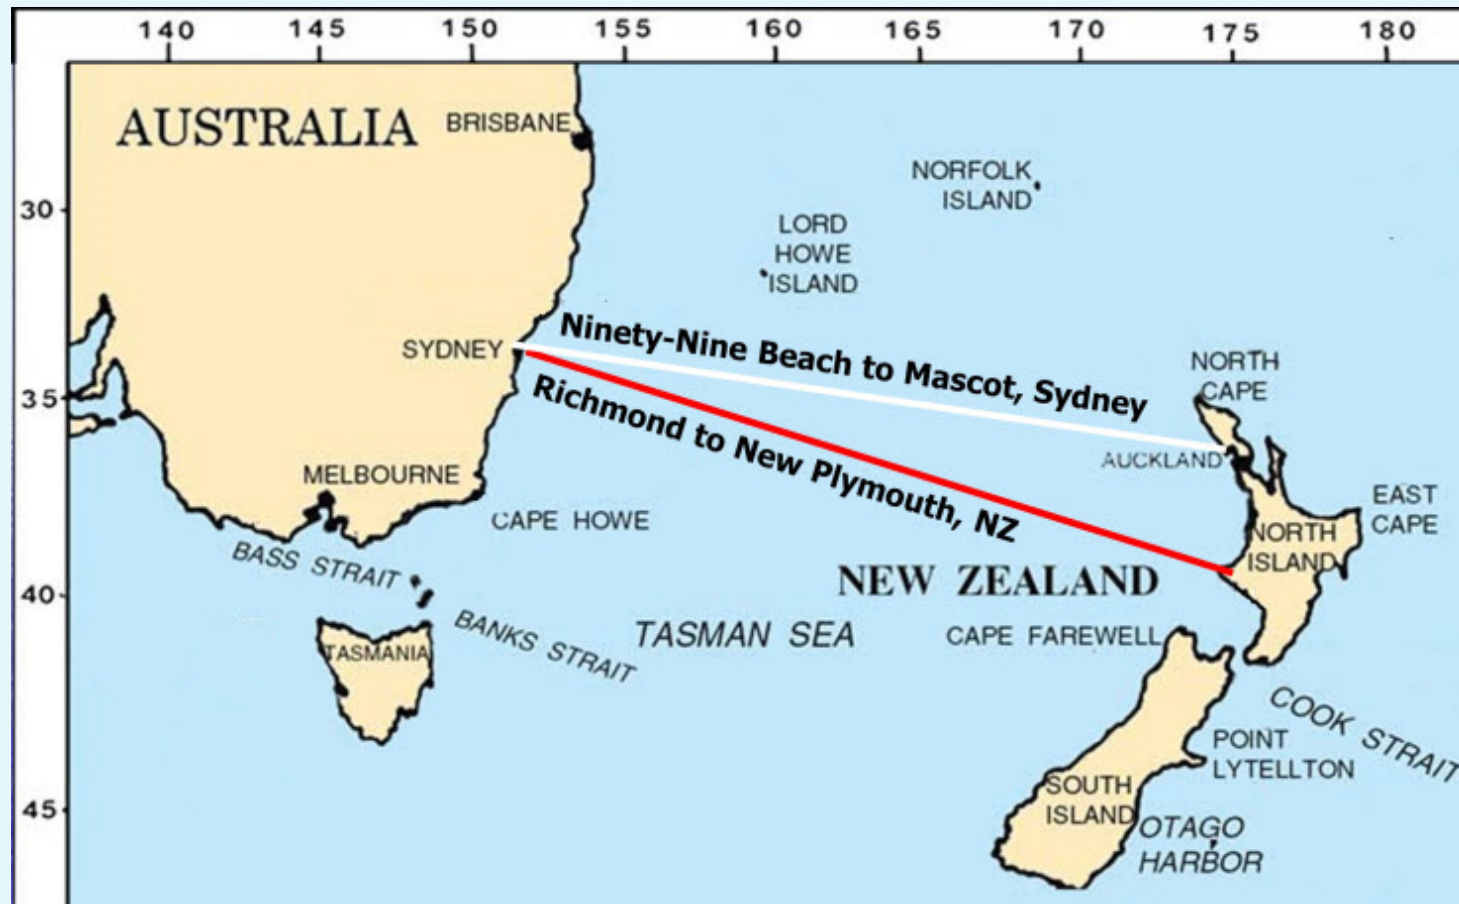 140 145 150 155 160 165 170 175 180
AUSTRALIA
BRISBANE
NORFOLK
ISLAND
30
LORD
HOWE
ISLAND
Ninety-Nine Beach to Mascot, Sydney
SYDNEY
NORTH
CAPE
35
Richmond to New Plymouth, NZ
AUCKLAND
MELBOURNE
EAST
CAPE
CAPE HOWE
NORTH
ISLAND
BASS STRAIT
NEW ZEALAND
40
BANKS STRAIT
TASMAN SEA
CAPE FAREWELL
TASMANIA
COOK STRAIT
POINT
LYTELLTON
SOUTH
ISLAND
45
OTAGO
HARBOR